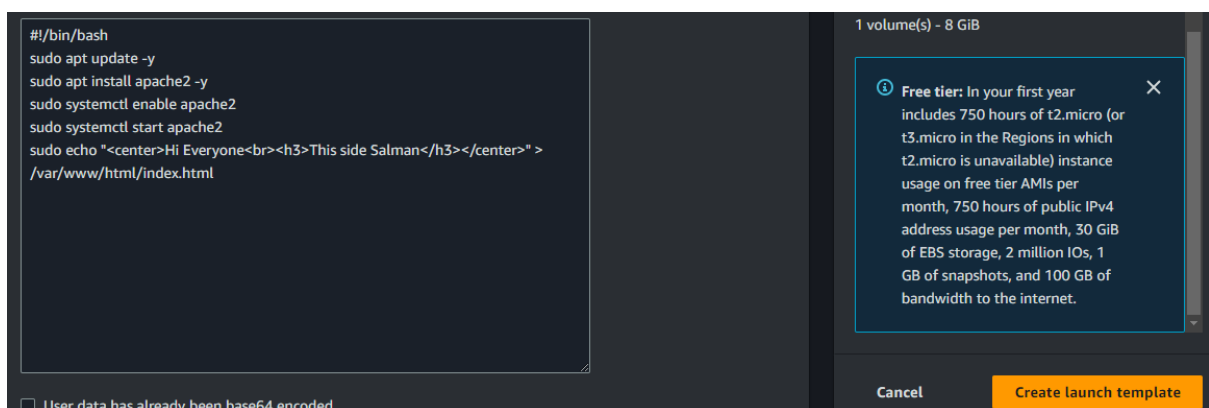 #!/bin/bash
sudo apt update -y
sudo apt install apache2 -y
sudo systemctl enable apache2
sudo systemctl start apache2
sudo echo "<center>Hi Everyone<br><h3>This side Salman</h3></center>" >
/var/www/html/index.html
User data has already been base64 encoded
1 volume(s) - 8 GiB
Free tier: In your first year
includes 750 hours of t2.micro (or
t3.micro in the Regions in which
t2.micro is unavailable) instance
usage on free tier AMIs per
month, 750 hours of public IPv4
address usage per month, 30 GiB
of EBS storage, 2 million IOs, 1
GB of snapshots, and 100 GB of
bandwidth to the internet.
Cancel
Create launch template